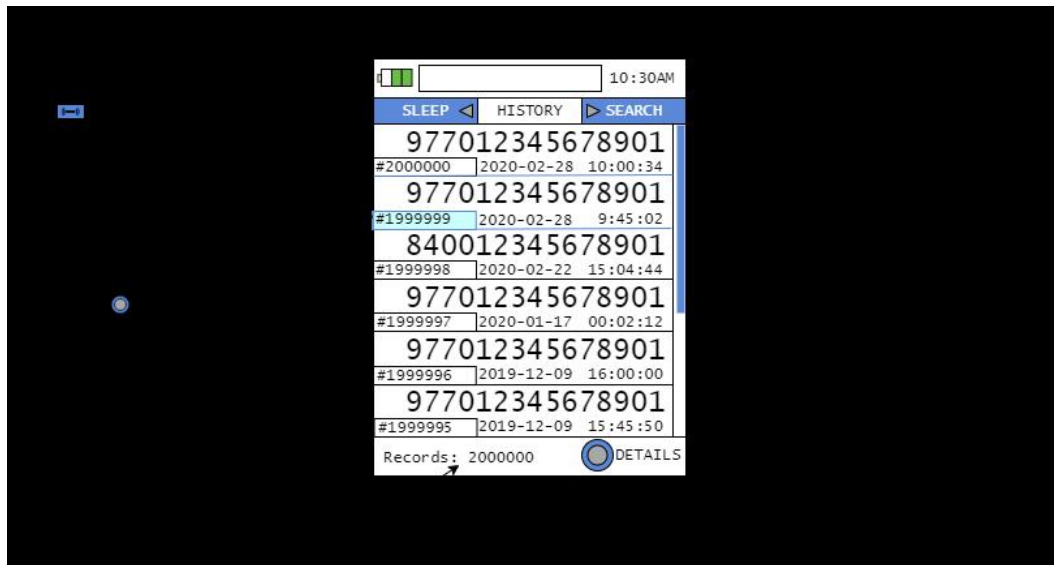 10:30AM
SLEEP HISTORY SEARCH
977012345678901
#2000000 2020-02-28 10:00:34
977012345678901
#1999999 2020-02-28 9:45:02
840012345678901
#1999998 2020-02-22 15:04:44
977012345678901
#1999997 2020-01-17 00:02:12
977012345678901
#1999996 2019-12-09 16:00:00
977012345678901
#1999995 2019-12-09 15:45:50
Records: 2000000 DETAILS